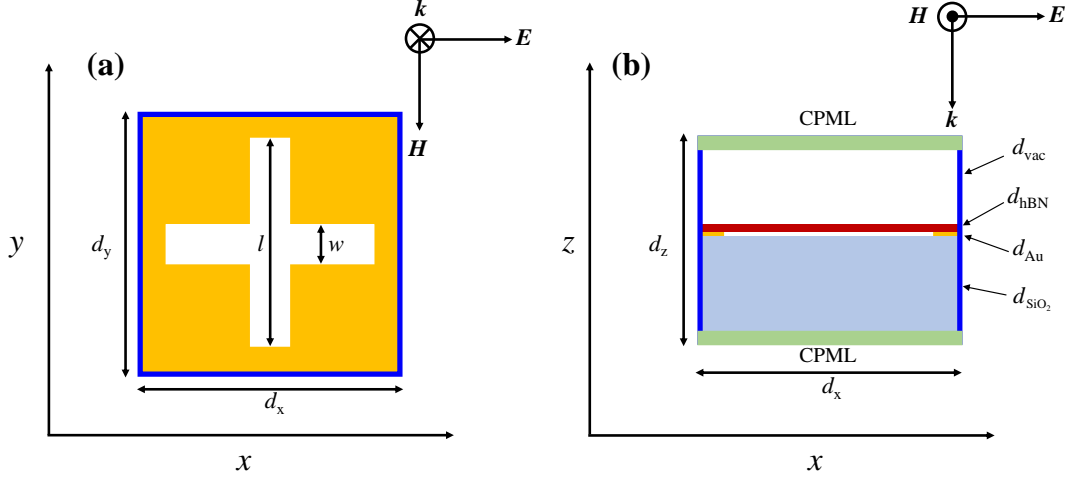 k
E
(a)
H
y
d_y
l
w
d_x
x
H
E
(b)
k
CPML
d_vac
d_hBN
z
d_z
d_Au
d_SiO₂
CPML
d_x
x